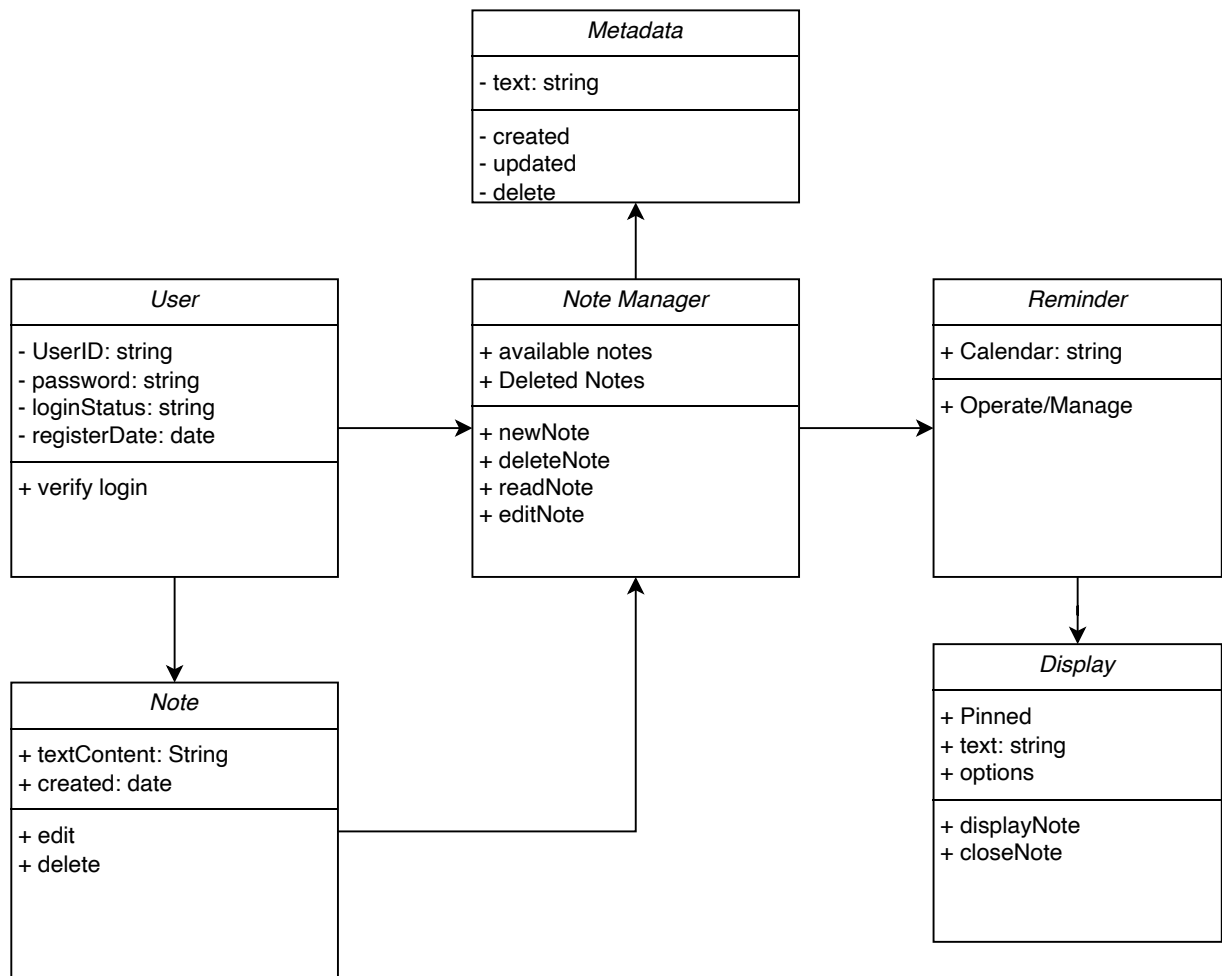 Metadata
- text: string
- created
- updated
- delete
User
- UserID: string
- password: string
- loginStatus: string
- registerDate: date
+ verify login
Note Manager
+ available notes
+ Deleted Notes
+ newNote
+ deleteNote
+ readNote
+ editNote
Reminder
+ Calendar: string
+ Operate/Manage
Note
+ textContent: String
+ created: date
+ edit
+ delete
Display
+ Pinned
+ text: string
+ options
+ displayNote
+ closeNote